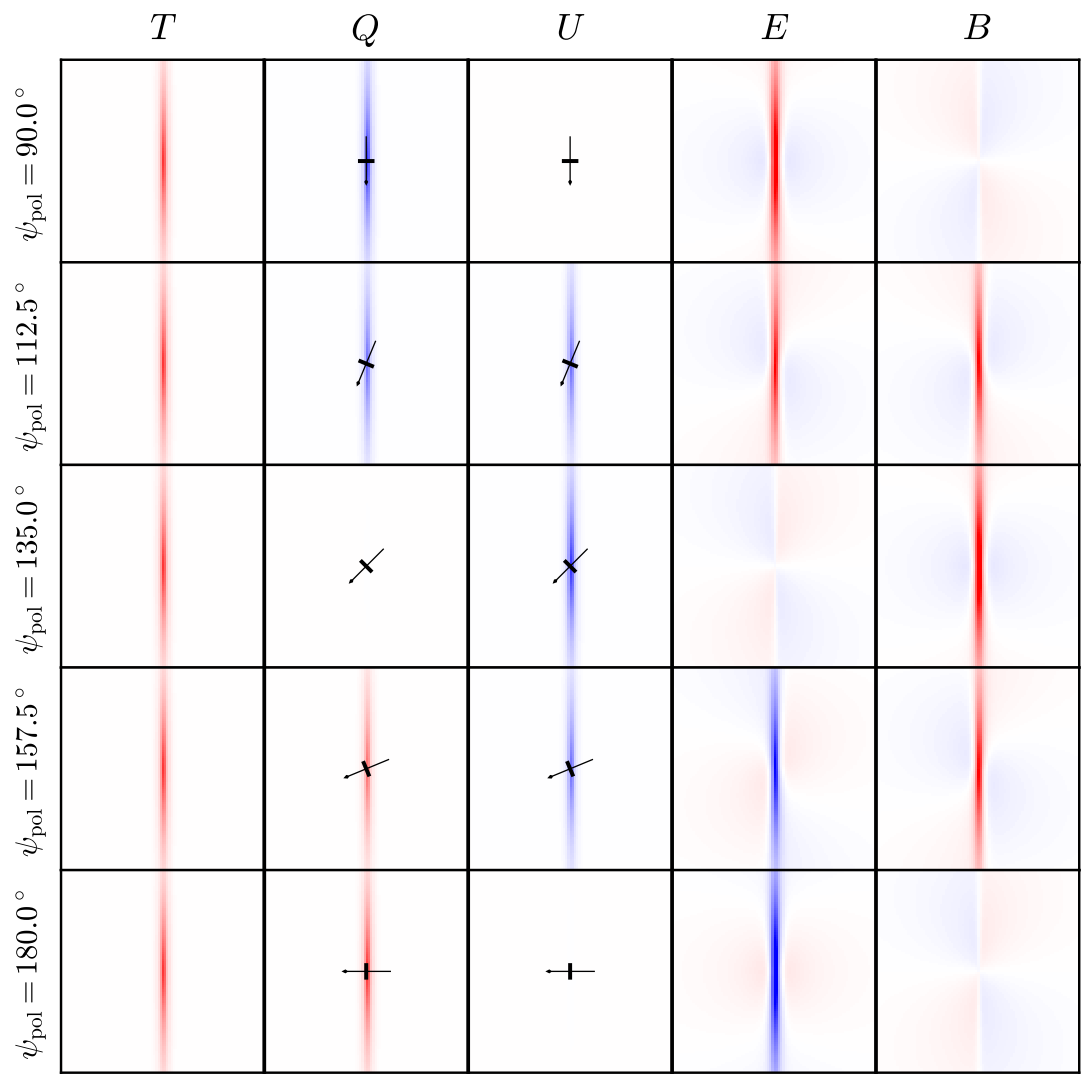 T Q U E B
ψpol = 90.0°
ψpol = 112.5°
ψpol = 135.0°
ψpol = 157.5°
ψpol = 180.0°